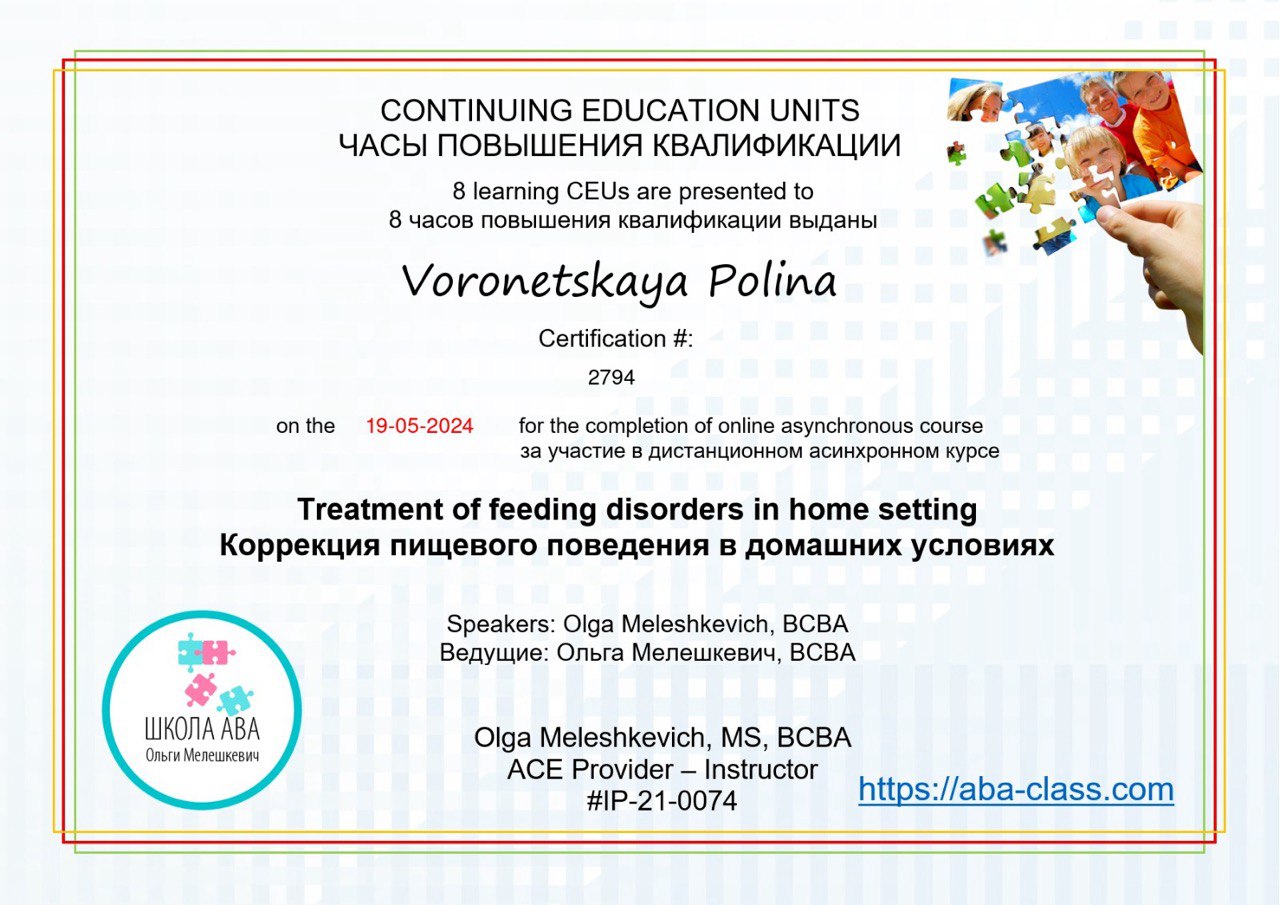 CONTINUING EDUCATION UNITS
ЧАСЫ ПОВЫШЕНИЯ КВАЛИФИКАЦИИ
8 learning CEUs are presented to
8 часов повышения квалификации выданы
Voronetskaya Polina
Certification #:
2794
on the 19-05-2024 for the completion of online asynchronous course
за участие в дистанционном асинхронном курсе
Treatment of feeding disorders in home setting
Коррекция пищевого поведения в домашних условиях
Speakers: Olga Meleshkevich, BCBA
Ведущие: Ольга Мелешкевич, BCBA
ШКОЛА АВА
Ольги Мелешкевич
Olga Meleshkevich, MS, BCBA
ACE Provider – Instructor
#IP-21-0074
https://aba-class.com